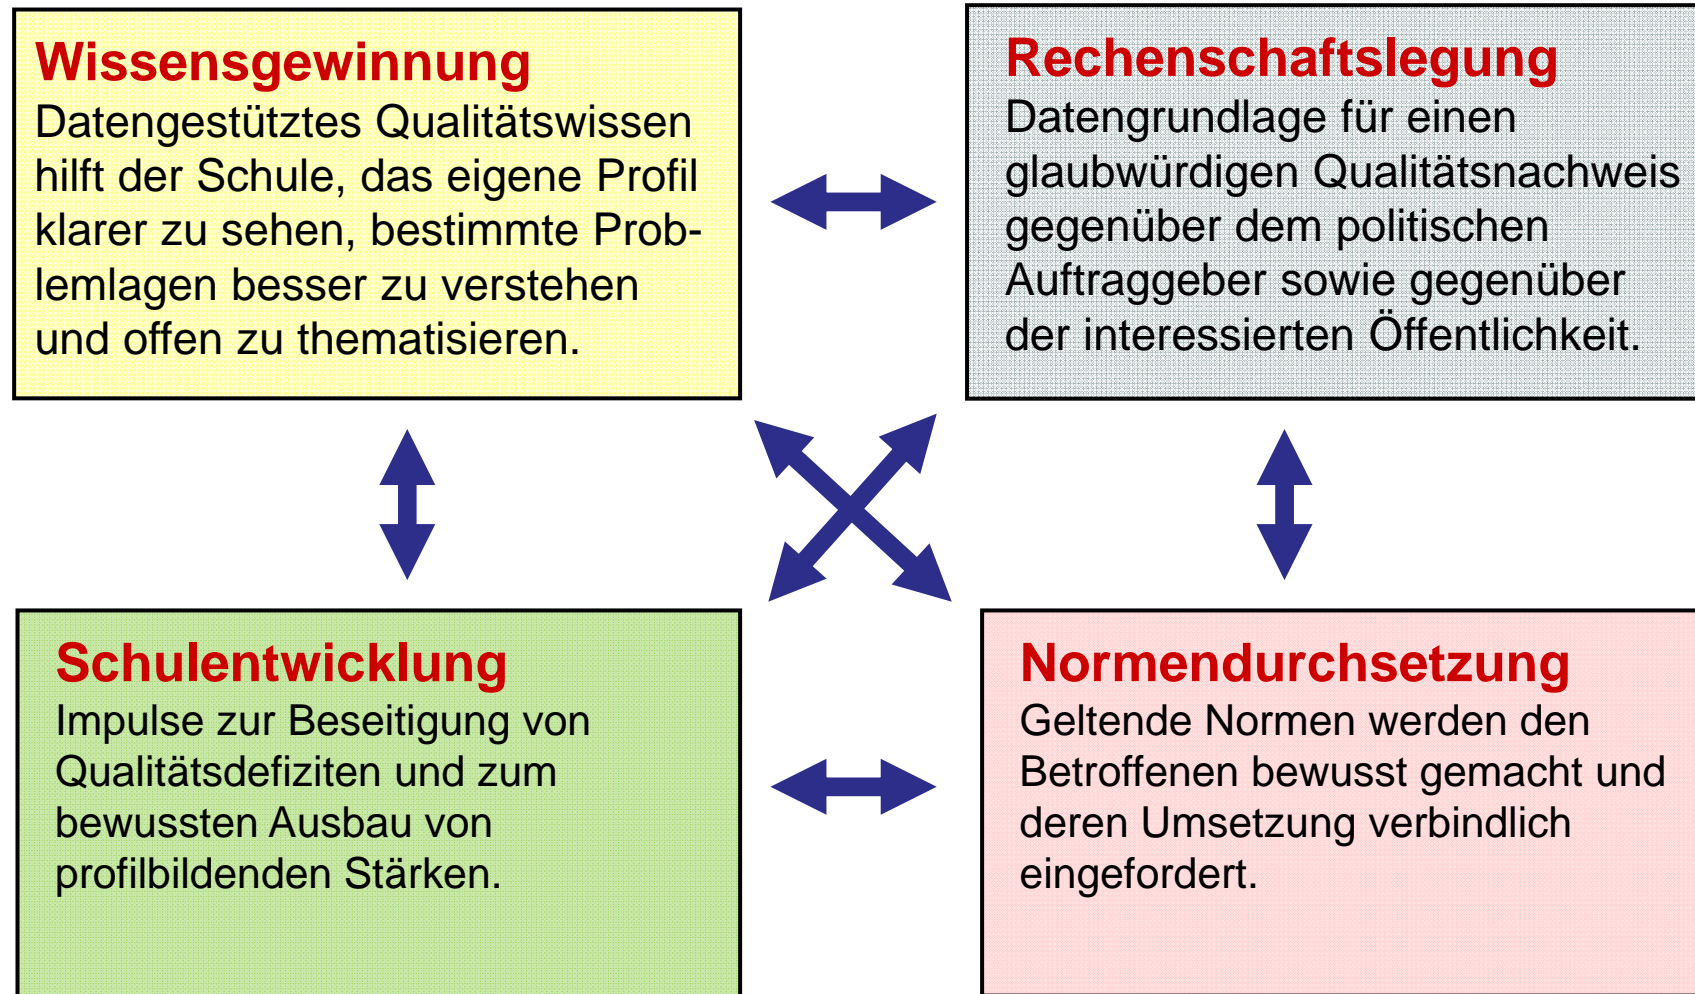 Wissensgewinnung
Datengestütztes Qualitätswissen
hilft der Schule, das eigene Profil
klarer zu sehen, bestimmte Prob-
lemlagen besser zu verstehen
und offen zu thematisieren.
Rechenschaftslegung
Datengrundlage für einen
glaubwürdigen Qualitätsnachweis
gegenüber dem politischen
Auftraggeber sowie gegenüber
der interessierten Öffentlichkeit.
Schulentwicklung
Impulse zur Beseitigung von
Qualitätsdefiziten und zum
bewussten Ausbau von
profilbildenden Stärken.
Normendurchsetzung
Geltende Normen werden den
Betroffenen bewusst gemacht und
deren Umsetzung verbindlich
eingefordert.